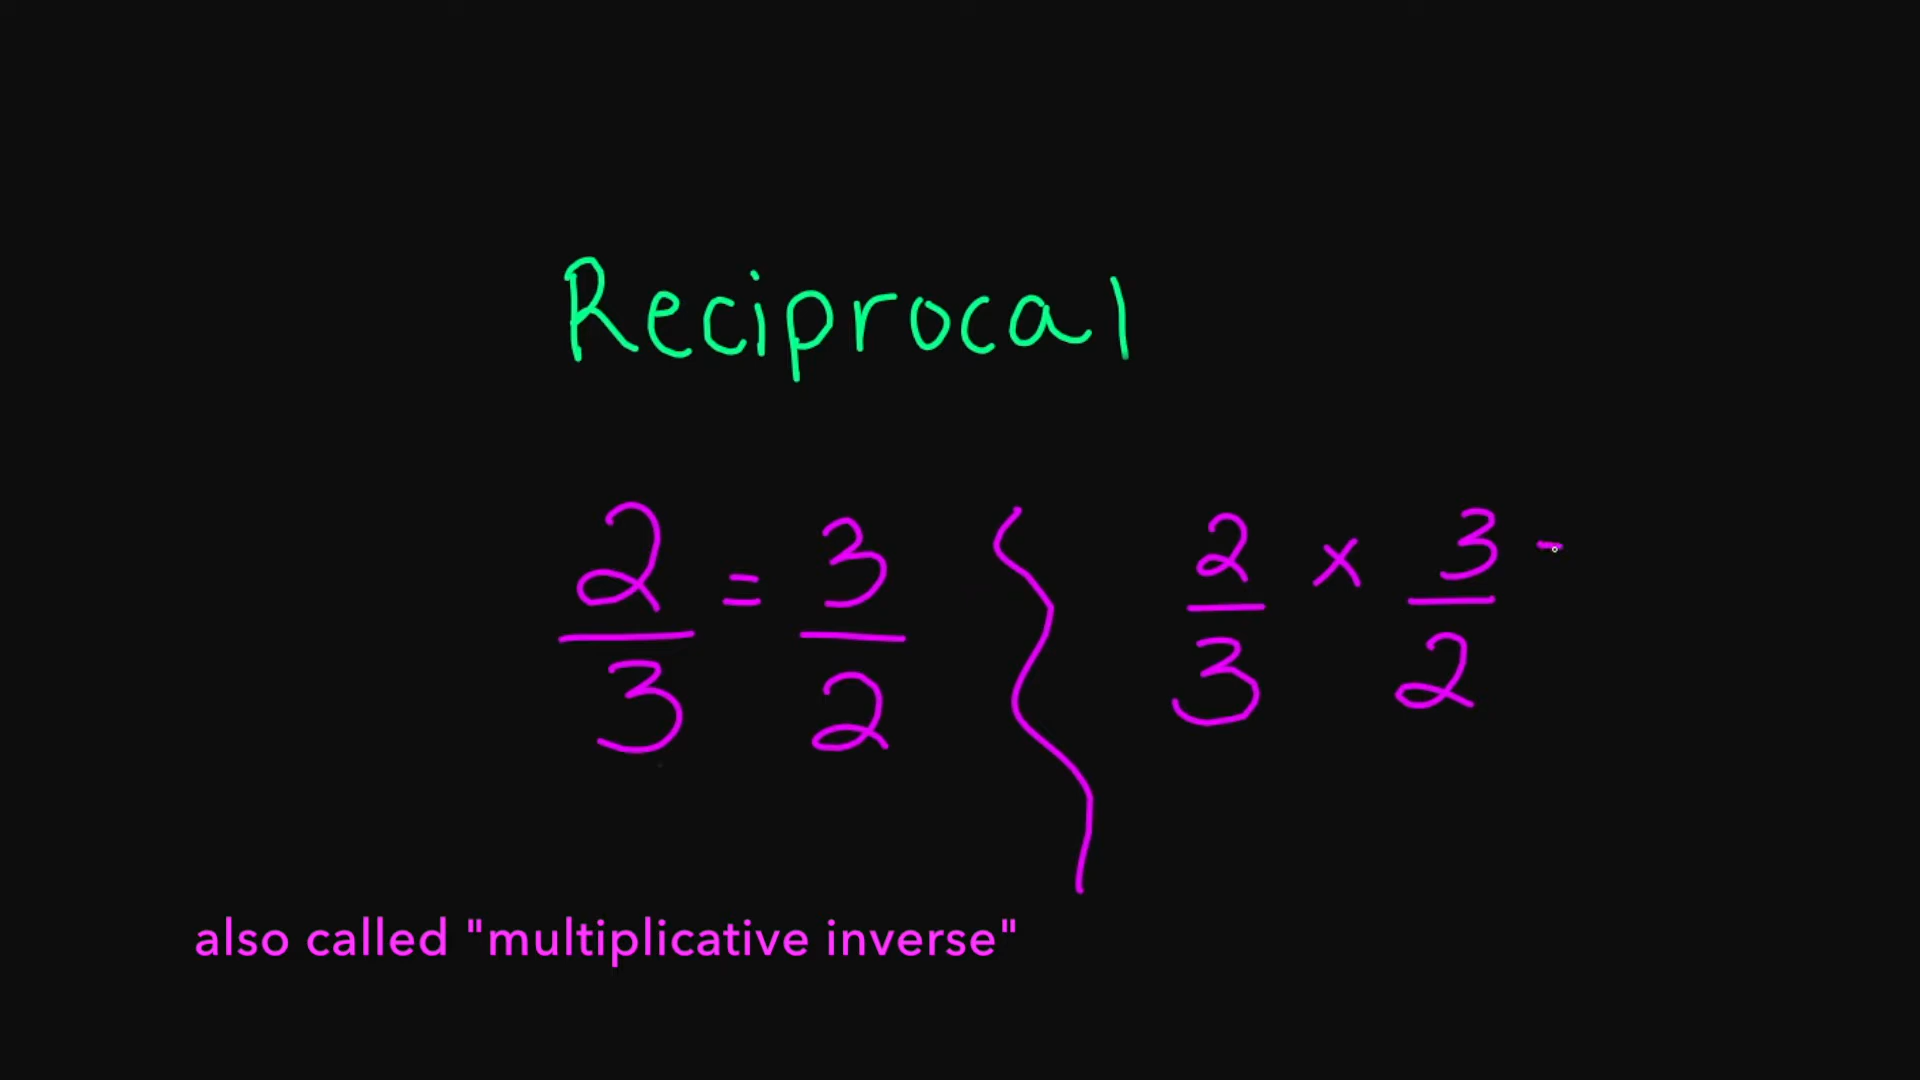 Reciprocal
2/3 = 3/2
2/3 × 3/2 -
also called "multiplicative inverse"